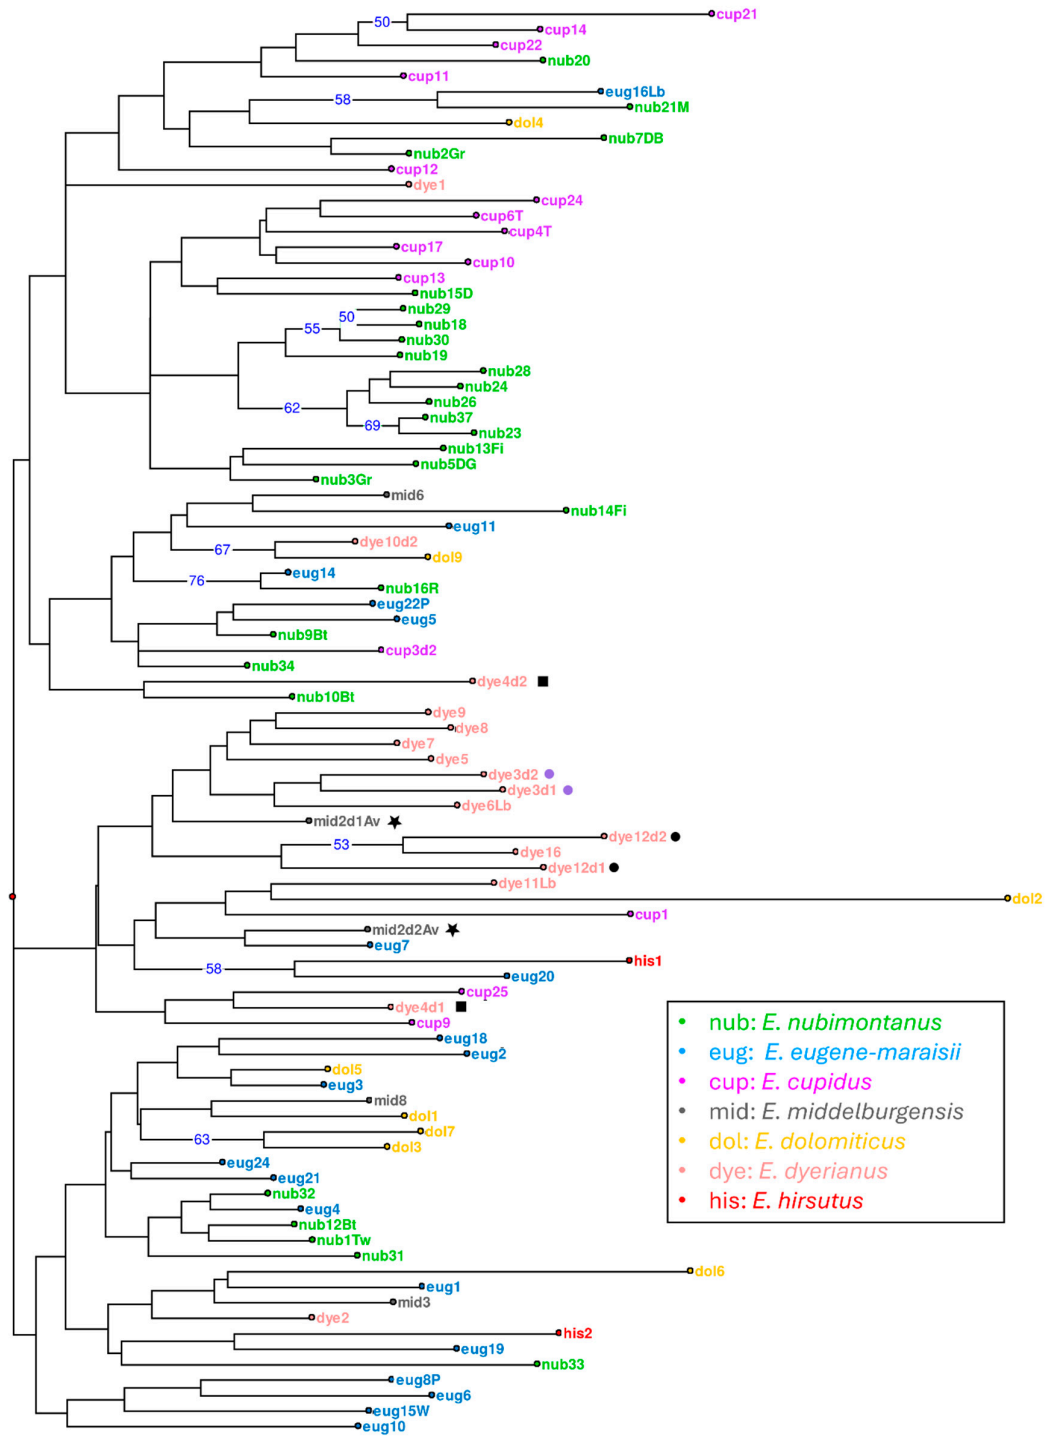 50
cup21
cup14
cup22
nub20
cup11
eug16Lb
58
nub21M
dol4
nub7DB
nub2Gr
cup12
dye1
cup24
cup6T
cup4T
cup17
cup10
cup13
nub15D
nub29
50
nub18
55
nub30
nub19
nub28
nub24
nub26
62
nub37
69
nub23
nub13Fi
nub5DG
nub3Gr
mid6
nub14Fi
eug11
dye10d2
67
dol9
eug14
76
nub16R
eug22P
eug5
nub9Bt
cup3d2
nub34
dye4d2
nub10Bt
dye9
dye8
dye7
dye5
dye3d2
dye3d1
dye6Lb
mid2d1Av
dye12d2
53
dye16
dye12d1
dye11Lb
dol2
cup1
mid2d2Av
eug7
his1
58
eug20
cup25
dye4d1
cup9
eug18
eug2
dol5
eug3
mid8
dol1
dol7
63
dol3
eug24
eug21
nub32
eug4
nub12Bt
nub1Tw
nub31
dol6
eug1
mid3
dye2
his2
eug19
nub33
eug8P
eug6
eug15W
eug10
nub: E. nubimontanus
eug: E. eugene-maraisii
cup: E. cupidus
mid: E. middelburgensis
dol: E. dolomiticus
dye: E. dyerianus
his: E. hirsutus